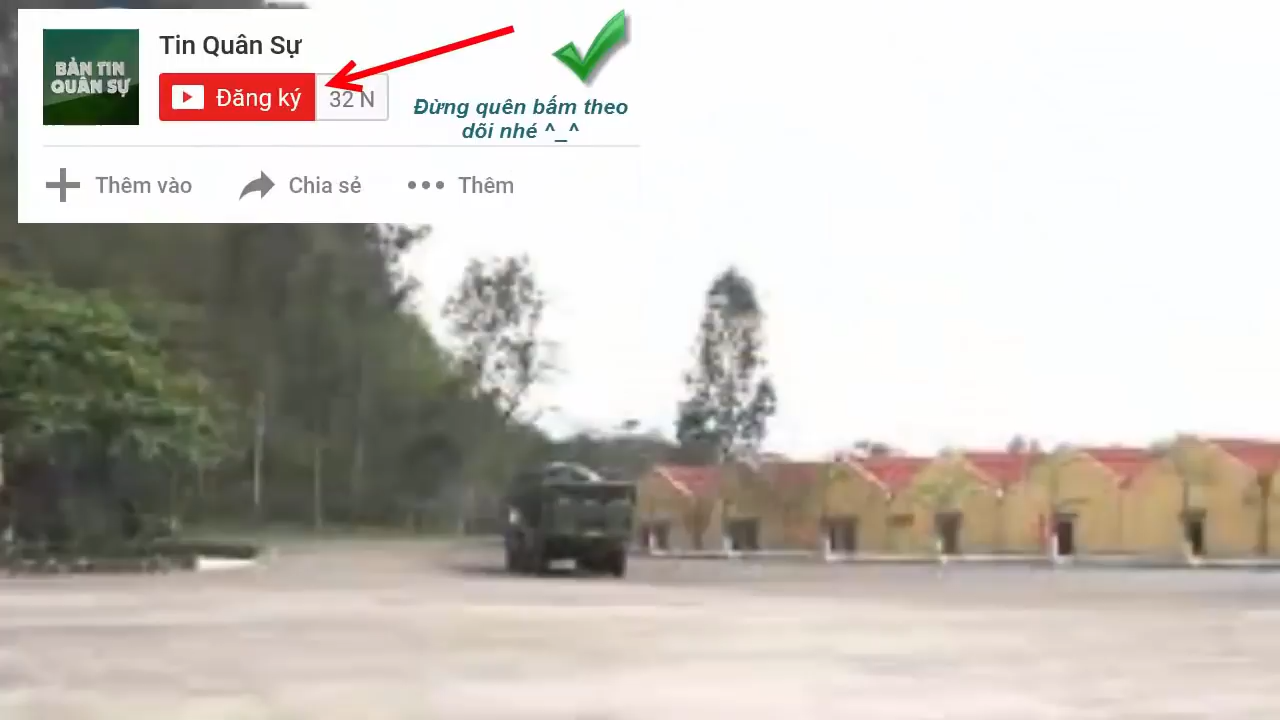 BẢN TIN
QUÂN SỰ
Tin Quân Sự
Đăng ký
32 N
Đừng quên bấm theo
dõi nhé ^_^
Thêm vào
Chia sẻ
Thêm